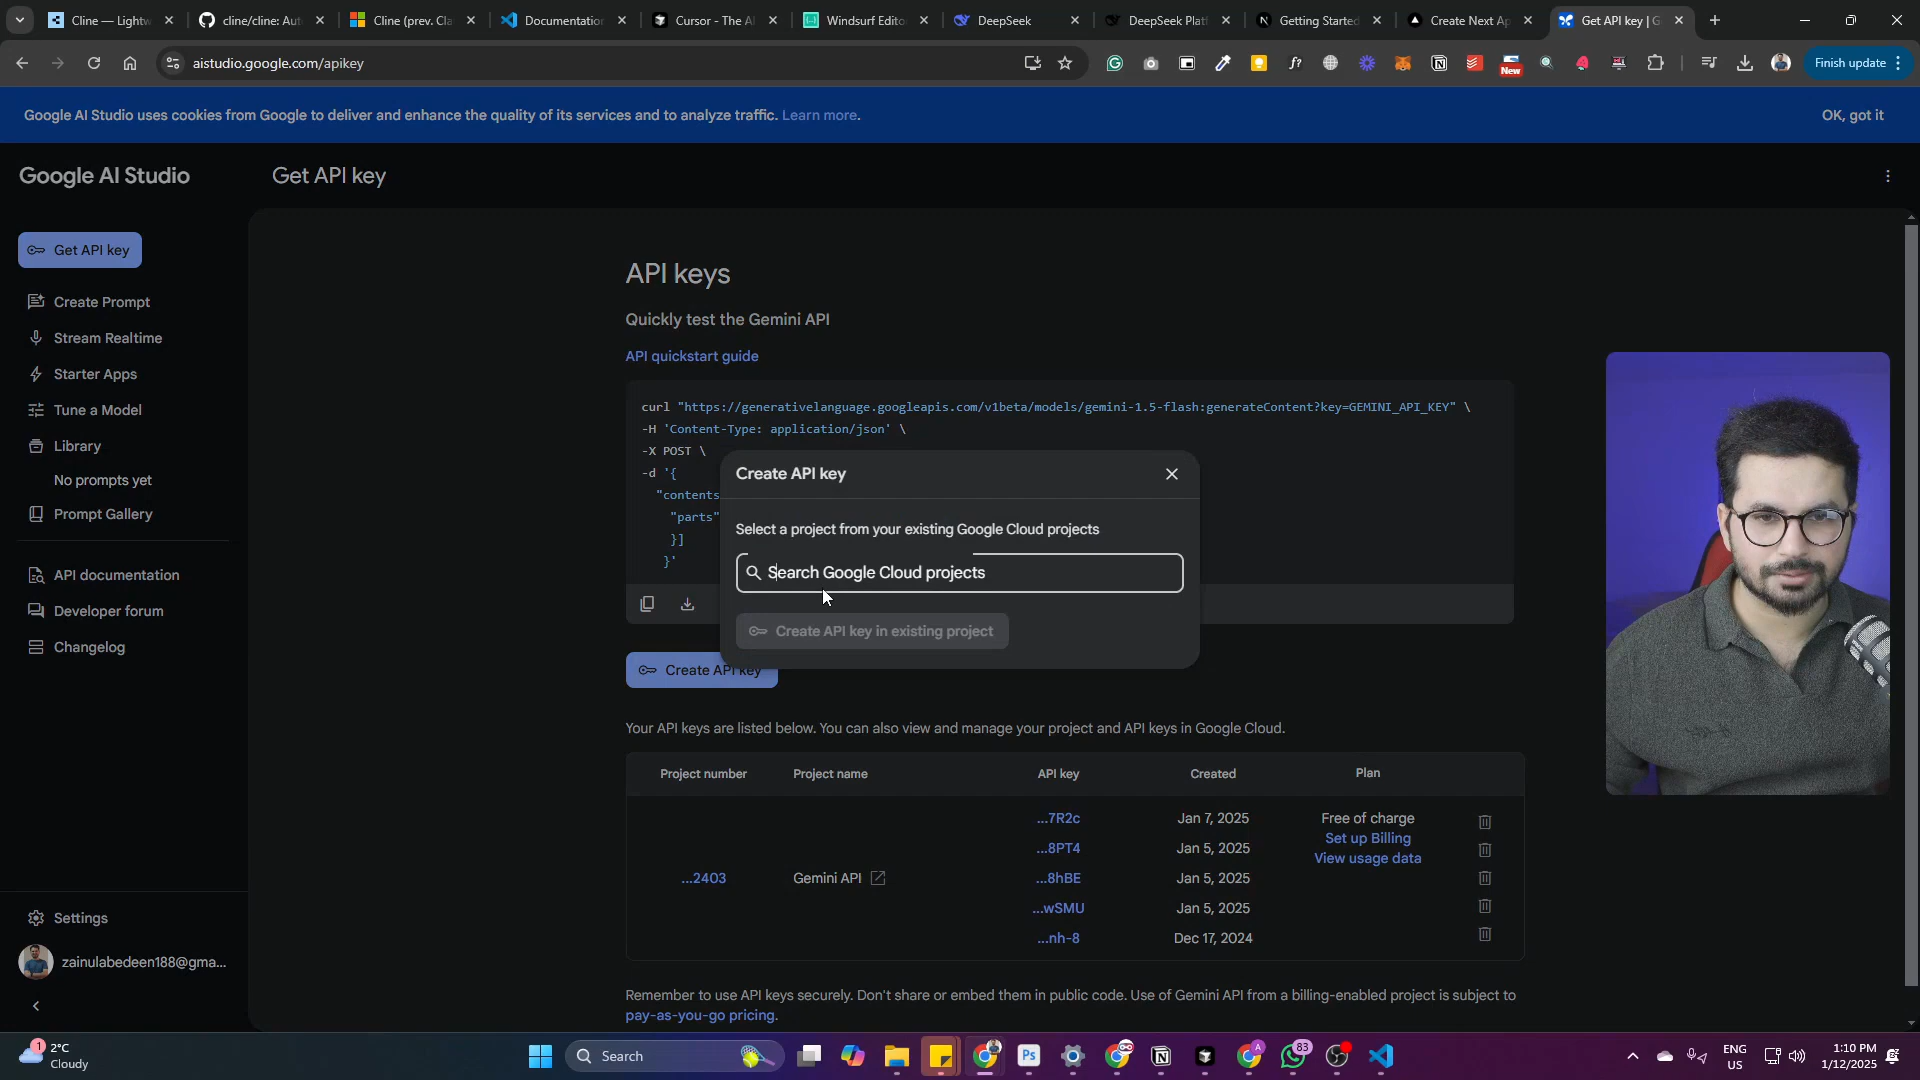 Cline — Lightw
cline/cline: Aut
Cline (prev. Cla
Documentation
Cursor - The AI
Windsurf Edito
DeepSeek
DeepSeek Platf
Getting Started
Create Next Ap
Get API key | G
aistudio.google.com/apikey
New
Finish update
Google AI Studio uses cookies from Google to deliver and enhance the quality of its services and to analyze traffic. Learn more.
OK, got it
Google AI Studio
Get API key
Get API key
Create Prompt
Stream Realtime
Starter Apps
Tune a Model
Library
No prompts yet
Prompt Gallery
API documentation
Developer forum
Changelog
Settings
zainulabedeen188@gma...
API keys
Quickly test the Gemini API
API quickstart guide
curl "https://generativelanguage.googleapis.com/v1beta/models/gemini-1.5-flash:generateContent?key=GEMINI_API_KEY" \
-H 'Content-Type: application/json' \
-X POST \
-d '{
"contents
"parts"
}]
}'
Create API key
Select a project from your existing Google Cloud projects
Search Google Cloud projects
Create API key in existing project
Create API key
Your API keys are listed below. You can also view and manage your project and API keys in Google Cloud.
Project number Project name API key Created Plan
...7R2c Jan 7, 2025 Free of charge
Set up Billing
...8PT4 Jan 5, 2025
View usage data
...2403 Gemini API ...8hBE Jan 5, 2025
...wSMU Jan 5, 2025
...nh-8 Dec 17, 2024
Remember to use API keys securely. Don't share or embed them in public code. Use of Gemini API from a billing-enabled project is subject to
pay-as-you-go pricing.
1
2°C
Cloudy
Search
Ps
A
83
ENG
US
1:10 PM
1/12/2025